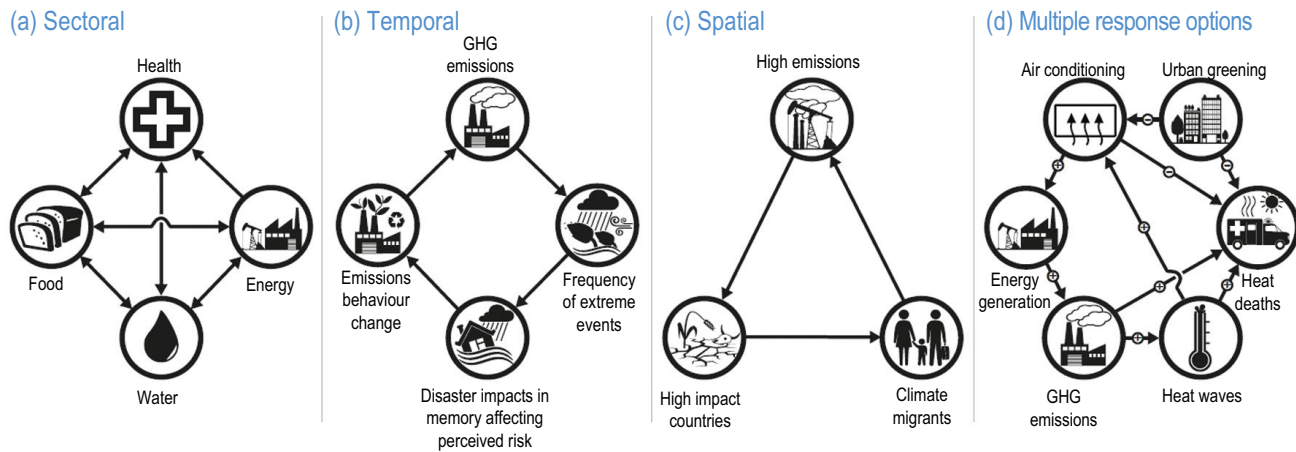 (a) Sectoral
Health
Food
Energy
Water
(b) Temporal
GHG
emissions
Emissions
behaviour
change
Frequency
of extreme
events
Disaster impacts in
memory affecting
perceived risk
(c) Spatial
High emissions
High impact
countries
Climate
migrants
(d) Multiple response options
Air conditioning
Urban greening
Energy
generation
Heat
deaths
GHG
emissions
Heat waves